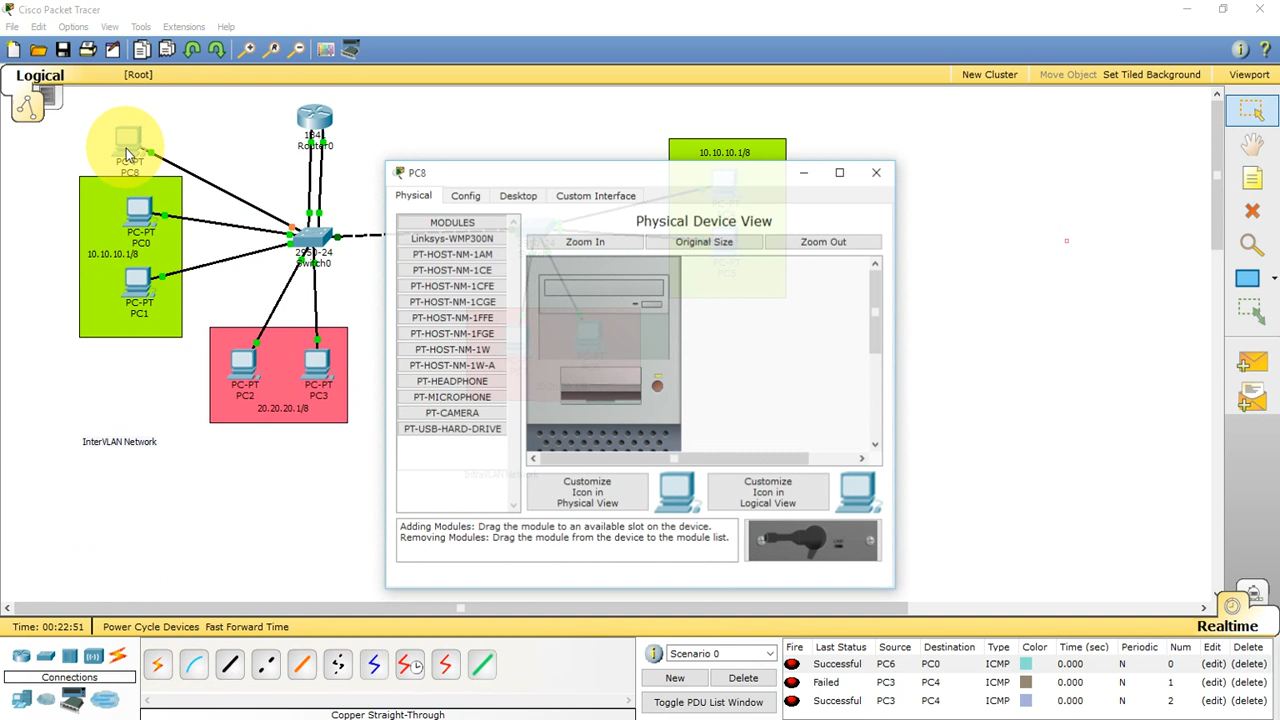 Cisco Packet Tracer
File Edit Options View Tools Extensions Help
Logical
[Root]
New Cluster
Move Object
Set Tiled Background
Viewport
Router0
PC-PT
PC8
PC-PT
PC0
10.10.10.1/8
PC-PT
PC1
2950-24
Switch0
PC-PT
PC2
PC-PT
PC3
20.20.20.1/8
InterVLAN Network
10.10.10.1/8
PC8
Physical
Config
Desktop
Custom Interface
MODULES
Linksys-WMP300N
PT-HOST-NM-1AM
PT-HOST-NM-1CE
PT-HOST-NM-1CFE
PT-HOST-NM-1CGE
PT-HOST-NM-1FFE
PT-HOST-NM-1FGE
PT-HOST-NM-1W
PT-HOST-NM-1W-A
PT-HEADPHONE
PT-MICROPHONE
PT-CAMERA
PT-USB-HARD-DRIVE
Physical Device View
Zoom In
Original Size
Zoom Out
Customize
Icon in
Physical View
Customize
Icon in
Logical View
Adding Modules: Drag the module to an available slot on the device.
Removing Modules: Drag the module from the device to the module list.
Time: 00:22:51
Power Cycle Devices Fast Forward Time
Realtime
Connections
Copper Straight-Through
Scenario 0
New
Delete
Toggle PDU List Window
Fire Last Status Source Destination Type Color Time (sec) Periodic Num Edit Delete
Successful PC6 PC0 ICMP 0.000 N 0 (edit) (delete)
Failed PC3 PC4 ICMP 0.000 N 1 (edit) (delete)
Successful PC3 PC4 ICMP 0.000 N 2 (edit) (delete)